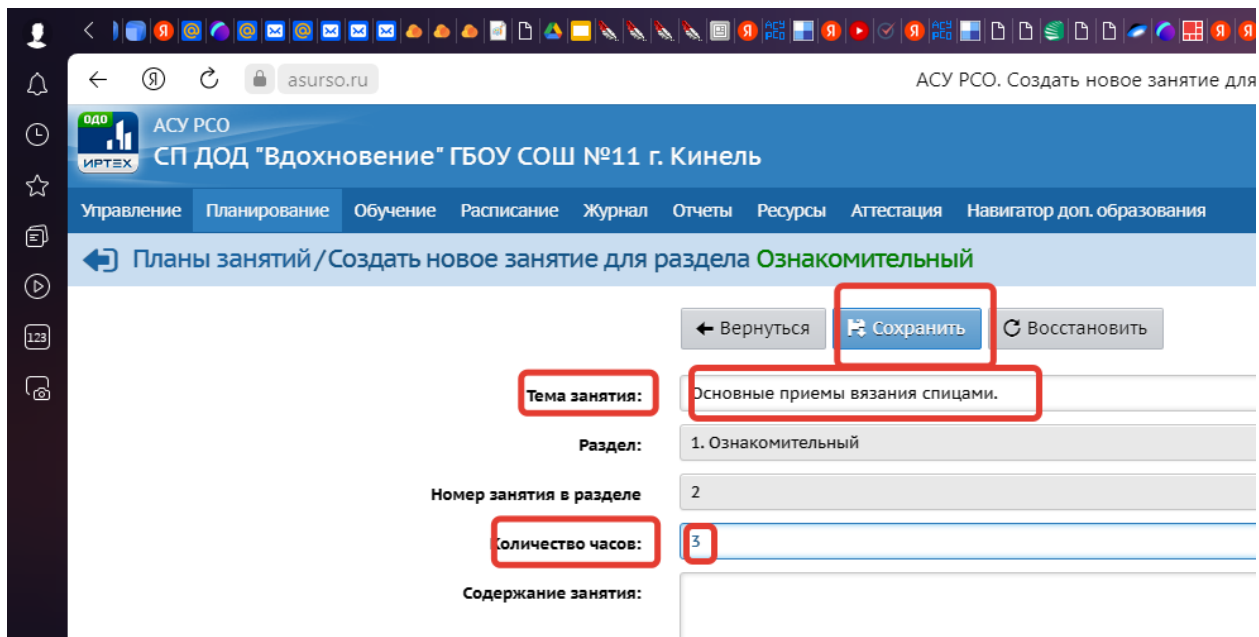 asurso.ru
АСУ РСО. Создать новое занятие для
ОДО
ИРТЕХ
АСУ РСО
СП ДОД "Вдохновение" ГБОУ СОШ №11 г. Кинель
Управление Планирование Обучение Расписание Журнал Отчеты Ресурсы Аттестация Навигатор доп. образования
Планы занятий/Создать новое занятие для раздела Ознакомительный
Вернуться Сохранить Восстановить
Тема занятия: Основные приемы вязания спицами.
Раздел: 1. Ознакомительный
Номер занятия в разделе 2
Количество часов: 3
Содержание занятия:
123